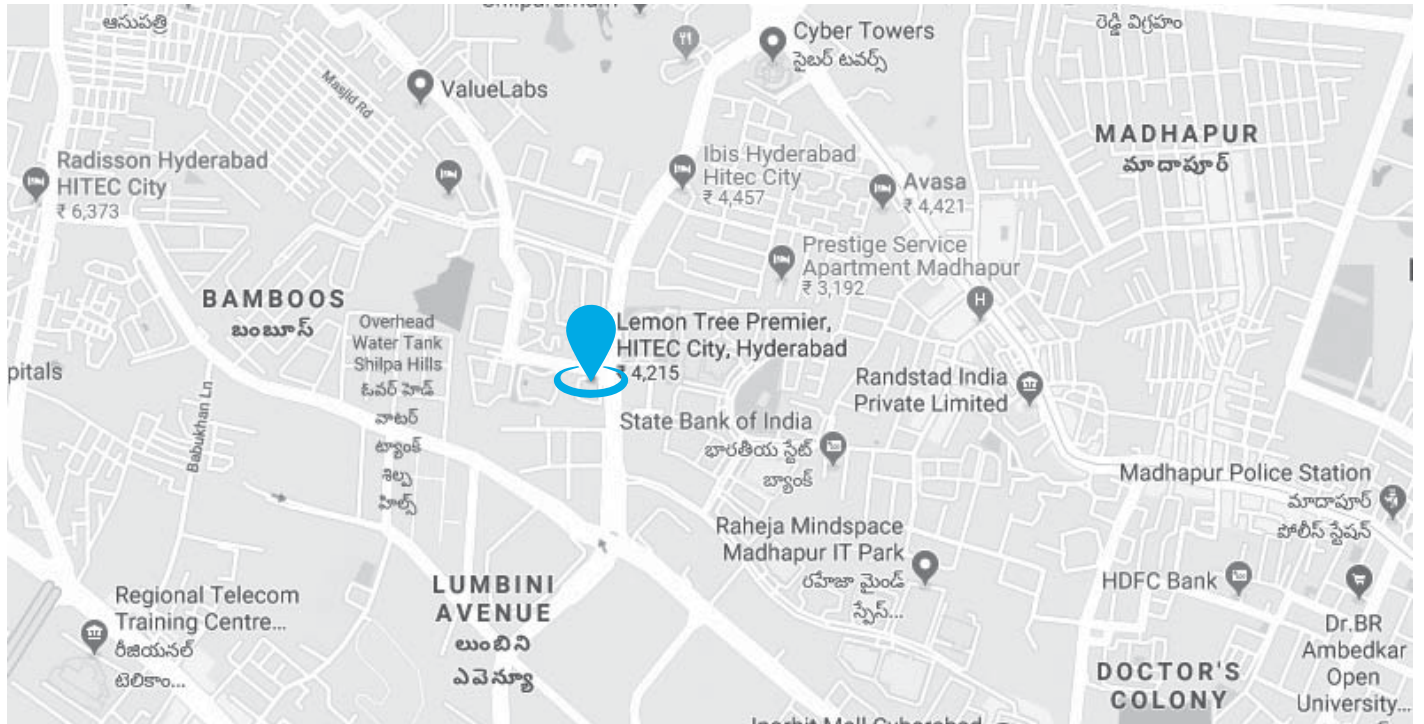 ఆసుపత్రి
Cyber Towers
సైబర్ టవర్స్
రెడ్డి విగ్రహం
ValueLabs
Masjid Rd
MADHAPUR
మాదాపూర్
Radisson Hyderabad
HITEC City
₹ 6,373
Ibis Hyderabad
Hitec City
₹ 4,457
Avasa
₹ 4,421
Prestige Service
Apartment Madhapur
₹ 3,192
H
BAMBOOS
బంబూస్
Overhead
Water Tank
Shilpa Hills
ఓవర్ హెడ్
వాటర్
ట్యాంక్
శిల్ప
హిల్స్
Lemon Tree Premier,
HITEC City, Hyderabad
₹ 4,215
pitals
Babukhan Ln
Randstad India
Private Limited
State Bank of India
భారతీయ స్టేట్
బ్యాంక్
Madhapur Police Station
మాదాపూర్
పోలీస్ స్టేషన్
Raheja Mindspace
Madhapur IT Park
రహేజా మైండ్
స్పేస్...
HDFC Bank
LUMBINI
AVENUE
లుంబిని
ఎవెన్యూ
Regional Telecom
Training Centre...
రీజియనల్
టెలికాం...
Dr.BR
Ambedkar
Open
University...
DOCTOR'S
COLONY
Inorbit Mall Cyberabad